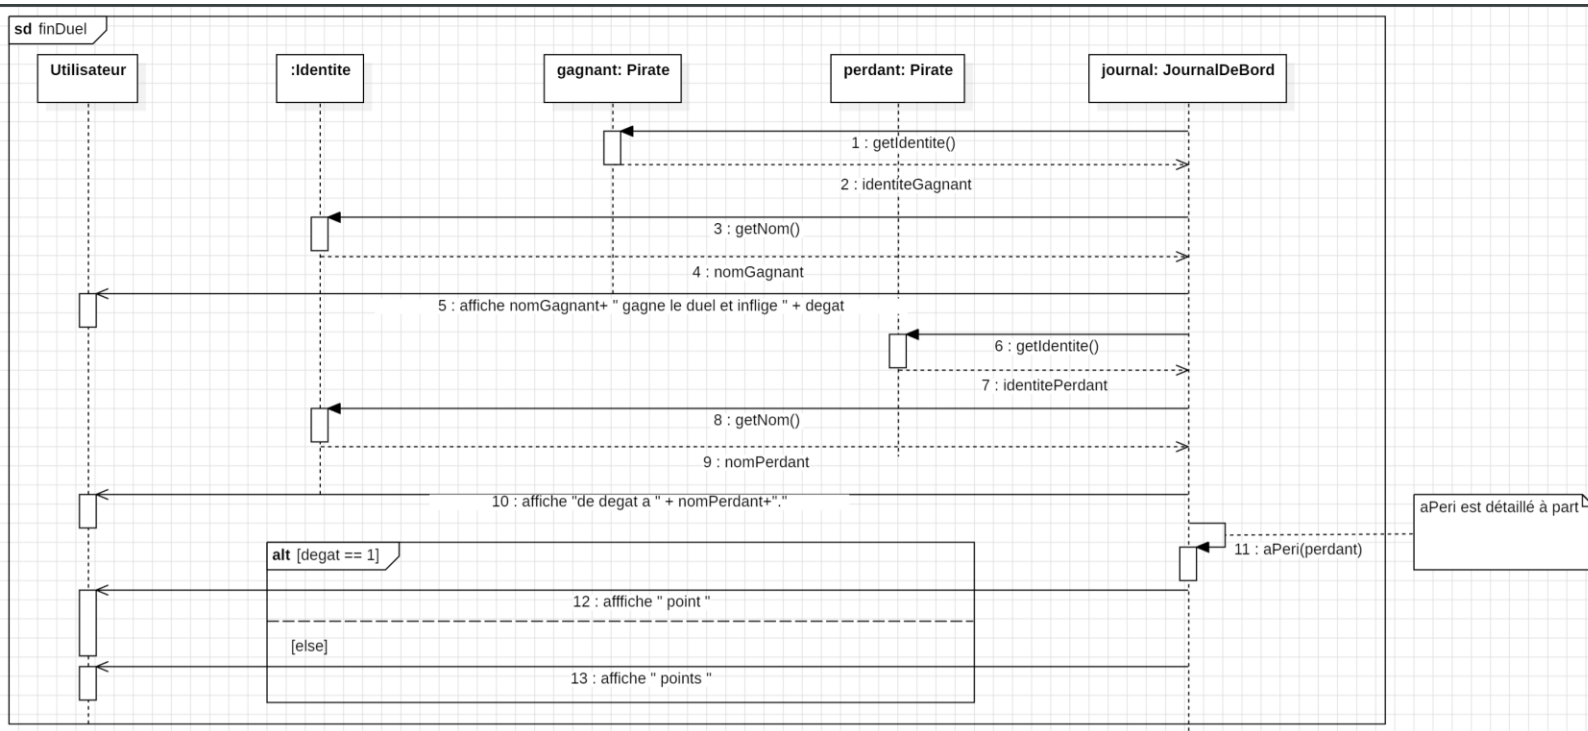 sd finDuel
Utilisateur
:Identite
gagnant: Pirate
perdant: Pirate
journal: JournalDeBord
1 : getIdentite()
2 : identiteGagnant
3 : getNom()
4 : nomGagnant
5 : affiche nomGagnant+ " gagne le duel et inflige " + degat
6 : getIdentite()
7 : identitePerdant
8 : getNom()
9 : nomPerdant
10 : affiche "de degat a " + nomPerdant+"."
aPeri est détaillé à part
11 : aPeri(perdant)
alt [degat == 1]
12 : afffiche " point "
[else]
13 : affiche " points "